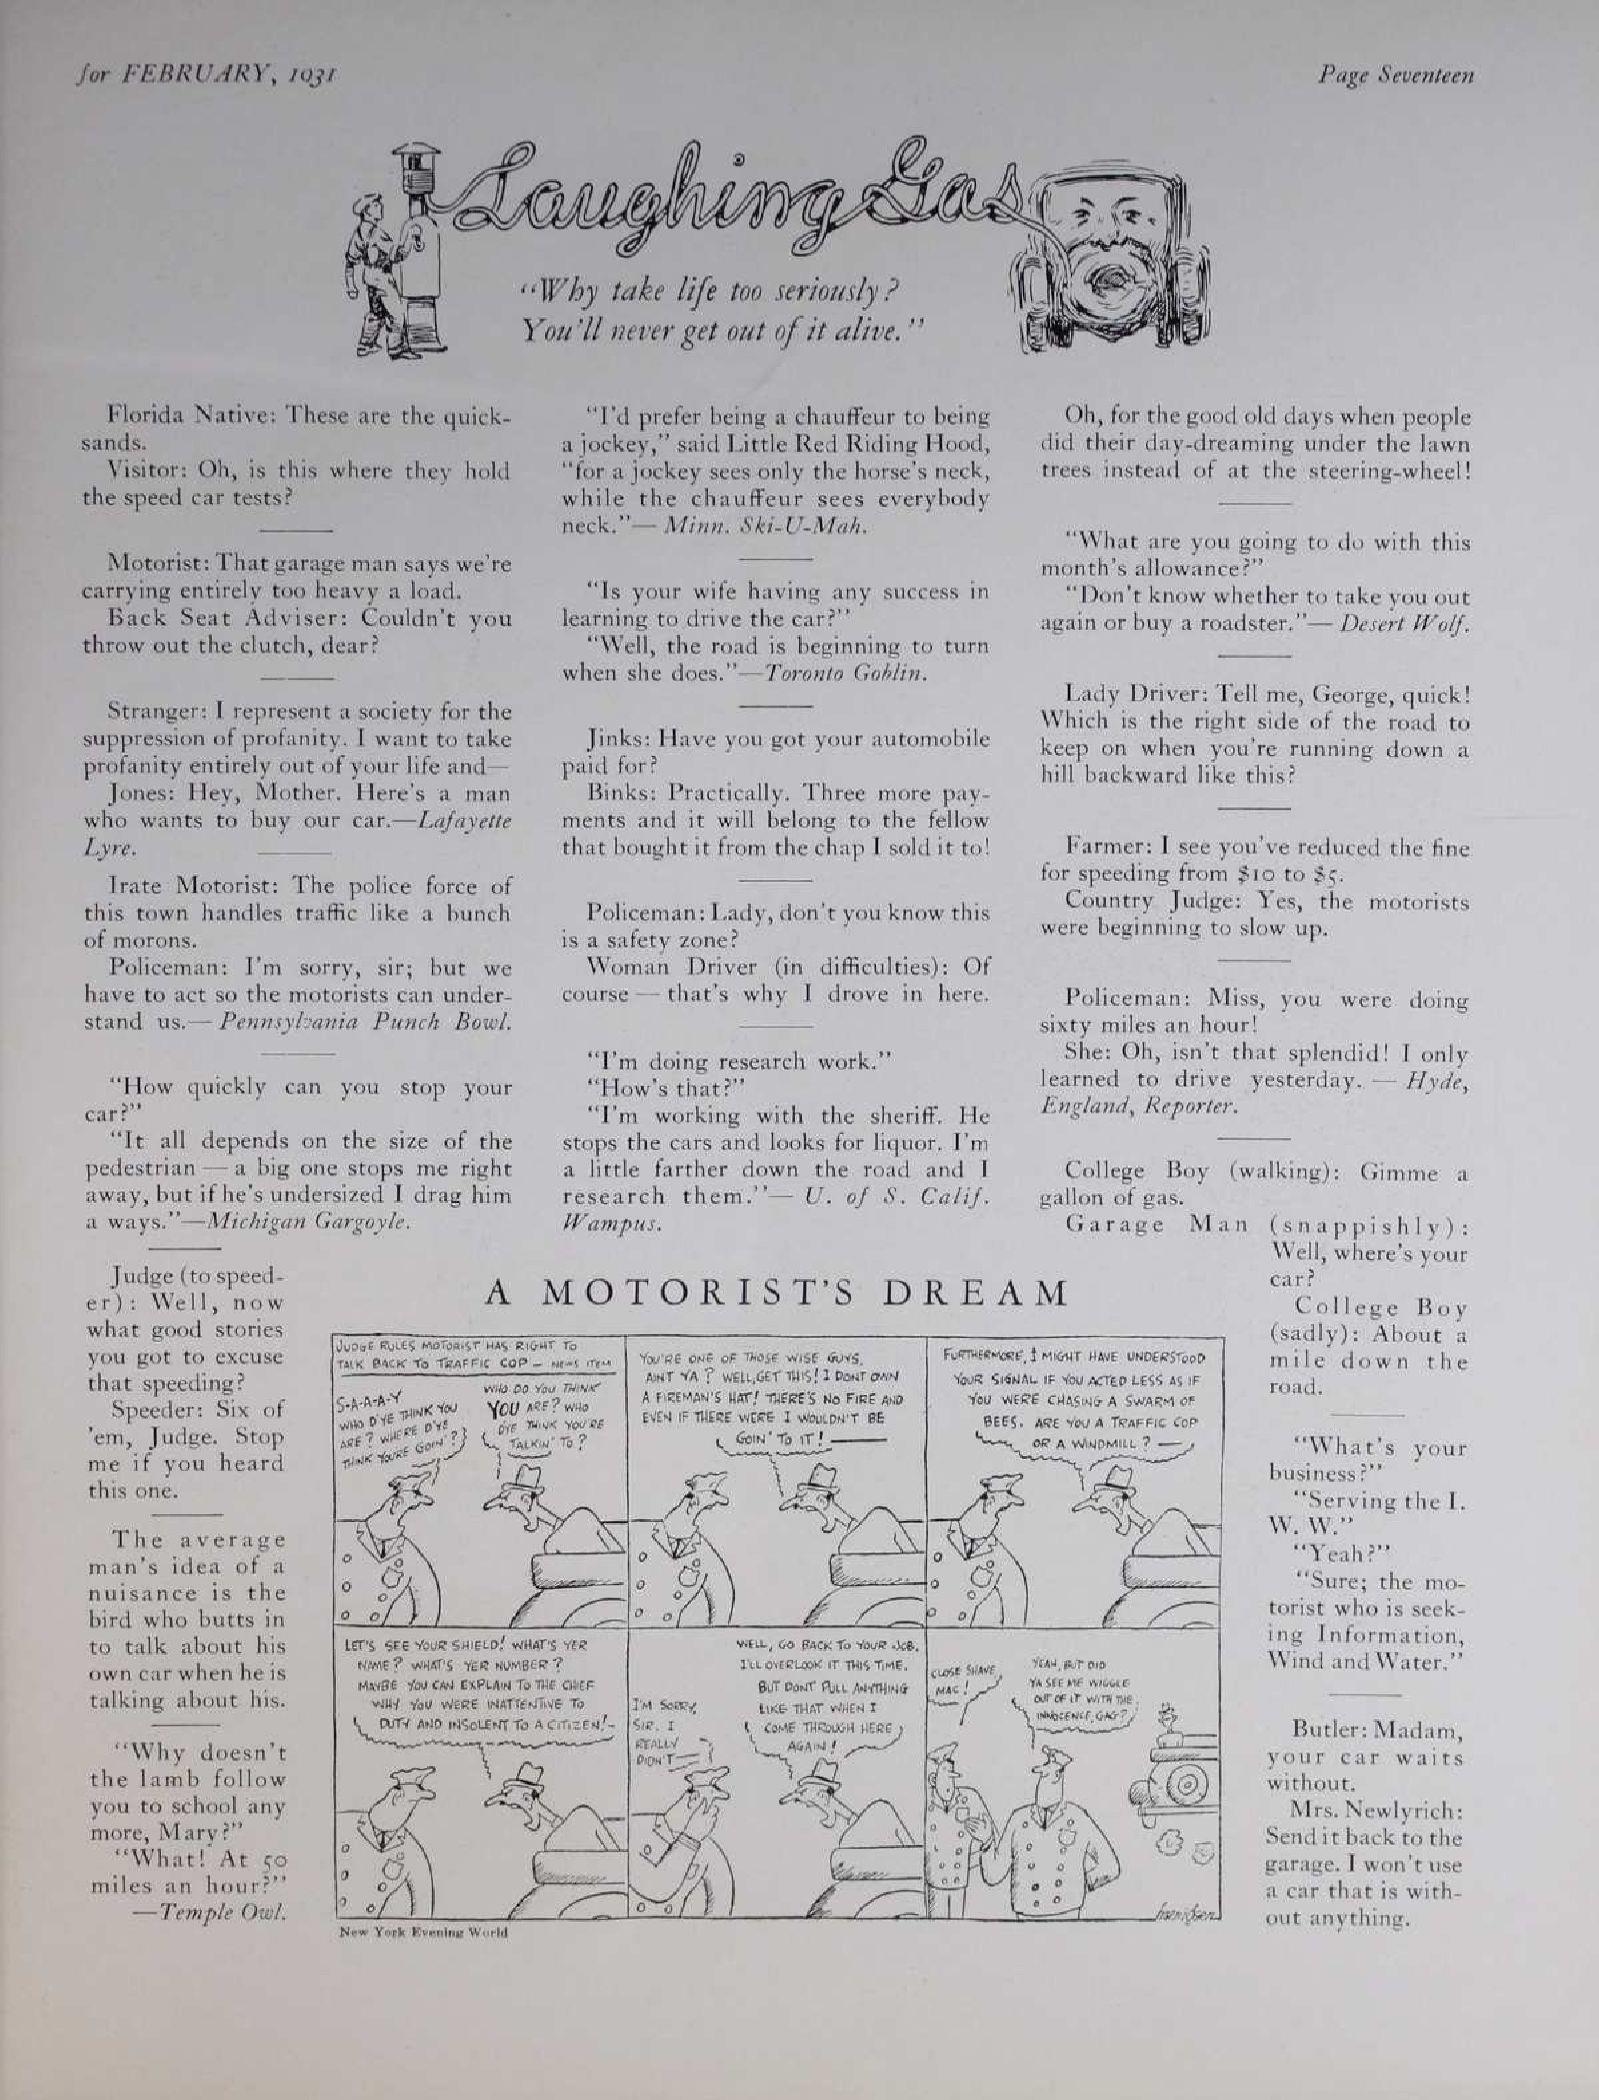 for FEBRUARY, 1931
Page Seventeen
Laughing Gas
"Why take life too seriously?
You'll never get out of it alive."
Florida Native: These are the quick-
sands.
Visitor: Oh, is this where they hold
the speed car tests?
Motorist: That garage man says we're
carrying entirely too heavy a load.
Back Seat Adviser: Couldn't you
throw out the clutch, dear?
Stranger: I represent a society for the
suppression of profanity. I want to take
profanity entirely out of your life and—
Jones: Hey, Mother. Here's a man
who wants to buy our car.—Lafayette
Lyre.
Irate Motorist: The police force of
this town handles traffic like a bunch
of morons.
Policeman: I'm sorry, sir; but we
have to act so the motorists can under-
stand us.— Pennsylvania Punch Bowl.
"How quickly can you stop your
car?"
"It all depends on the size of the
pedestrian — a big one stops me right
away, but if he's undersized I drag him
a ways."—Michigan Gargoyle.
Judge (to speed-
er): Well, now
what good stories
you got to excuse
that speeding?
Speeder: Six of
'em, Judge. Stop
me if you heard
this one.
The average
man's idea of a
nuisance is the
bird who butts in
to talk about his
own car when he is
talking about his.
"Why doesn't
the lamb follow
you to school any
more, Mary?"
"What! At 50
miles an hour?"
—Temple Owl.
"I'd prefer being a chauffeur to being
a jockey," said Little Red Riding Hood,
"for a jockey sees only the horse's neck,
while the chauffeur sees everybody
neck."— Minn. Ski-U-Mah.
"Is your wife having any success in
learning to drive the car?"
"Well, the road is beginning to turn
when she does."—Toronto Goblin.
Jinks: Have you got your automobile
paid for?
Binks: Practically. Three more pay-
ments and it will belong to the fellow
that bought it from the chap I sold it to!
Policeman: Lady, don't you know this
is a safety zone?
Woman Driver (in difficulties): Of
course — that's why I drove in here.
"I'm doing research work."
"How's that?"
"I'm working with the sheriff. He
stops the cars and looks for liquor. I'm
a little farther down the road and I
research them."— U. of S. Calif.
Wampus.
Oh, for the good old days when people
did their day-dreaming under the lawn
trees instead of at the steering-wheel!
"What are you going to do with this
month's allowance?"
"Don't know whether to take you out
again or buy a roadster."— Desert Wolf.
Lady Driver: Tell me, George, quick!
Which is the right side of the road to
keep on when you're running down a
hill backward like this?
Farmer: I see you've reduced the fine
for speeding from $10 to $5.
Country Judge: Yes, the motorists
were beginning to slow up.
Policeman: Miss, you were doing
sixty miles an hour!
She: Oh, isn't that splendid! I only
learned to drive yesterday. — Hyde,
England, Reporter.
College Boy (walking): Gimme a
gallon of gas.
Garage Man (snappishly):
Well, where's your
car?
College Boy
(sadly): About a
mile down the
road.
"What's your
business?"
"Serving the I.
W. W."
"Yeah?"
"Sure; the mo-
torist who is seek-
ing Information,
Wind and Water."
Butler: Madam,
your car waits
without.
Mrs. Newlyrich:
Send it back to the
garage. I won't use
a car that is with-
out anything.
A MOTORIST'S DREAM
JUDGE RULES MOTORIST HAS RIGHT TO
TALK BACK TO TRAFFIC COP — NEWS ITEM
S-A-A-A-Y
WHO D'YE THINK YOU
ARE? WHERE D'YE
THINK YOU'RE GOIN'?
WHO DO YOU THINK
YOU ARE? WHO
D'YE THINK YOU'RE
TALKIN' TO?
YOU'RE ONE OF THOSE WISE GUYS,
AINT YA? WELL, GET THIS! I DONT OWN
A FIREMAN'S HAT! THERE'S NO FIRE AND
EVEN IF THERE WERE I WOULDN'T BE
GOIN' TO IT!
FURTHERMORE, I MIGHT HAVE UNDERSTOOD
YOUR SIGNAL IF YOU ACTED LESS AS IF
YOU WERE CHASING A SWARM OF
BEES. ARE YOU A TRAFFIC COP
OR A WINDMILL? —
LET'S SEE YOUR SHIELD! WHAT'S YER
NAME? WHAT'S YER NUMBER?
MAYBE YOU CAN EXPLAIN TO THE CHIEF
WHY YOU WERE INATTENTIVE TO
DUTY AND INSOLENT TO A CITIZEN!-
I'M SORRY,
SIR. I
REALLY
DIDN'T—
WELL, GO BACK TO YOUR JOB.
I'LL OVERLOOK IT THIS TIME.
BUT DONT PULL ANYTHING
LIKE THAT WHEN I
COME THROUGH HERE
AGAIN!
CLOSE SHAVE,
MAC!
YEAH, BUT DID
YA SEE ME WIGGLE
OUT OF IT WITH THE
INNOCENCE GAG?
New York Evening World